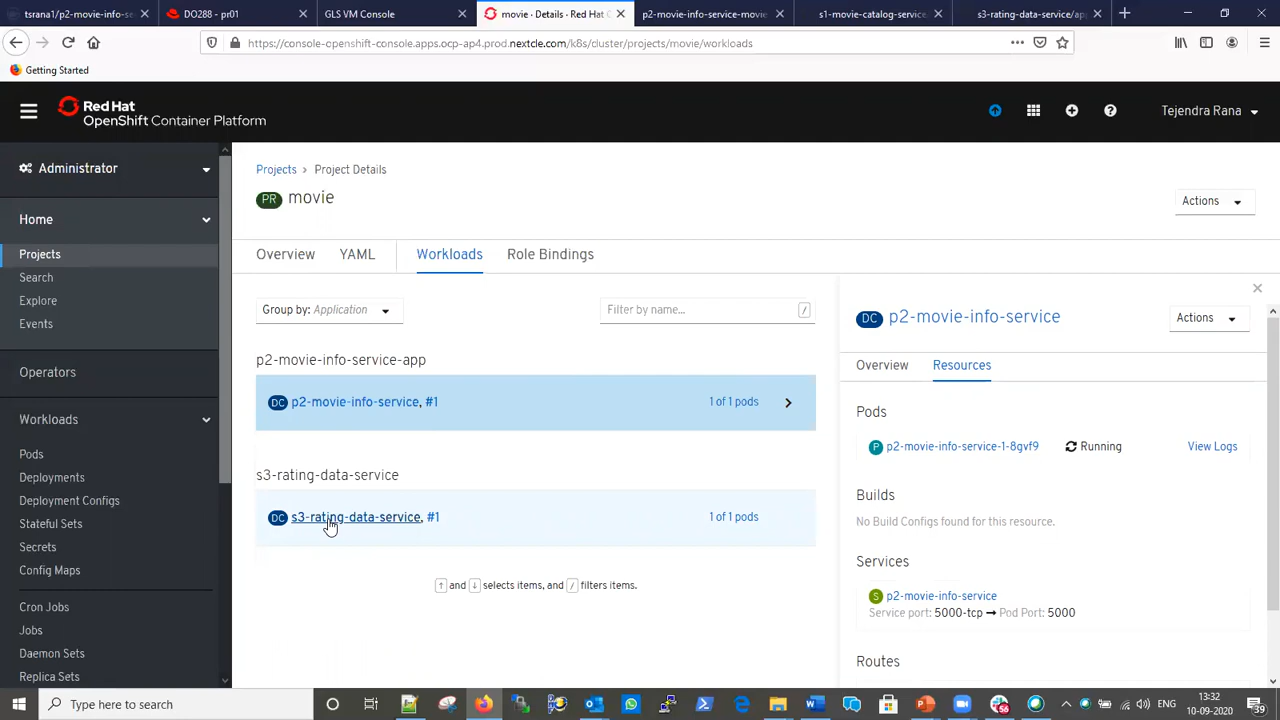 tsrana1/p2-movie-info-se
DO288 - pr01
GLS VM Console
movie · Details · Red Hat O
p2-movie-info-service-movie
s1-movie-catalog-service
s3-rating-data-service/ap
https://console-openshift-console.apps.ocp-ap4.prod.nextcle.com/k8s/cluster/projects/movie/workloads
Getting Started
Red Hat
OpenShift Container Platform
Tejendra Rana
Administrator
Home
Projects
Search
Explore
Events
Operators
Workloads
Pods
Deployments
Deployment Configs
Stateful Sets
Secrets
Config Maps
Cron Jobs
Jobs
Daemon Sets
Replica Sets
Projects > Project Details
PR movie
Actions
Overview YAML Workloads Role Bindings
Group by: Application
Filter by name... /
p2-movie-info-service-app
DC p2-movie-info-service, #1 1 of 1 pods
s3-rating-data-service
DC s3-rating-data-service, #1 1 of 1 pods
↑ and ↓ selects items, and / filters items.
DC p2-movie-info-service
Actions
Overview Resources
Pods
P p2-movie-info-service-1-8gvf9 Running View Logs
Builds
No Build Configs found for this resource.
Services
S p2-movie-info-service
Service port: 5000-tcp → Pod Port: 5000
Routes
Type here to search
56
13:32
10-09-2020
39